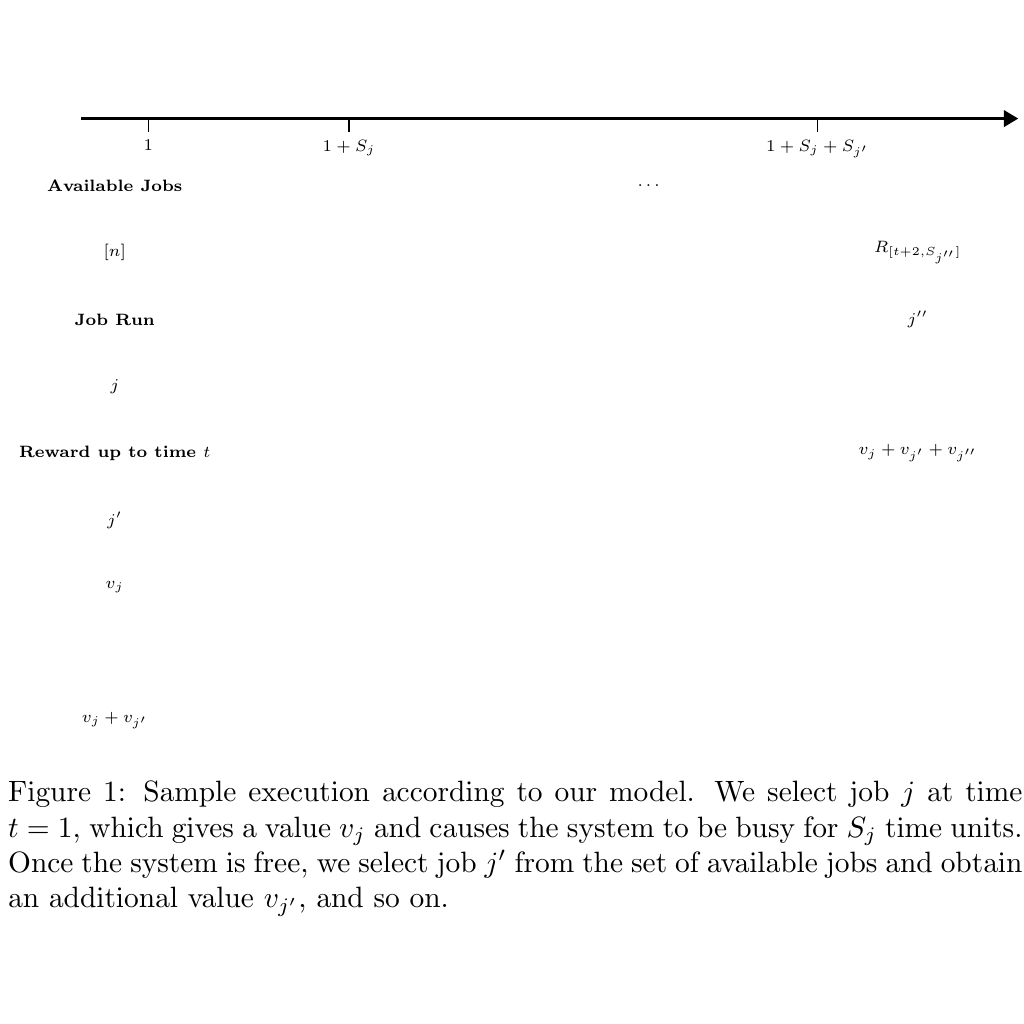 1 1 + S_j 1 + S_j + S_{j'}
Available Jobs ...
[n] R_{[t+2,S_{j''}]}
Job Run j''
j
Reward up to time t v_j + v_{j'} + v_{j''}
j'
v_j
v_j + v_{j'}
Figure 1: Sample execution according to our model. We select job j at time
t = 1, which gives a value v_j and causes the system to be busy for S_j time units.
Once the system is free, we select job j' from the set of available jobs and obtain
an additional value v_{j'}, and so on.